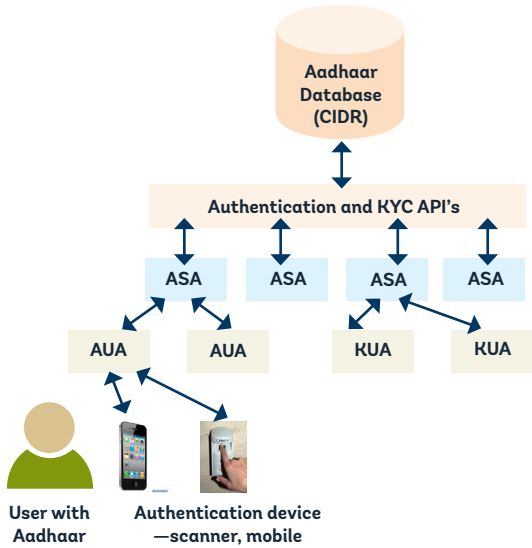 Aadhaar
Database
(CIDR)
Authentication and KYC API's
ASA
ASA
ASA
ASA
AUA
AUA
KUA
KUA
User with
Aadhaar
Authentication device
—scanner, mobile